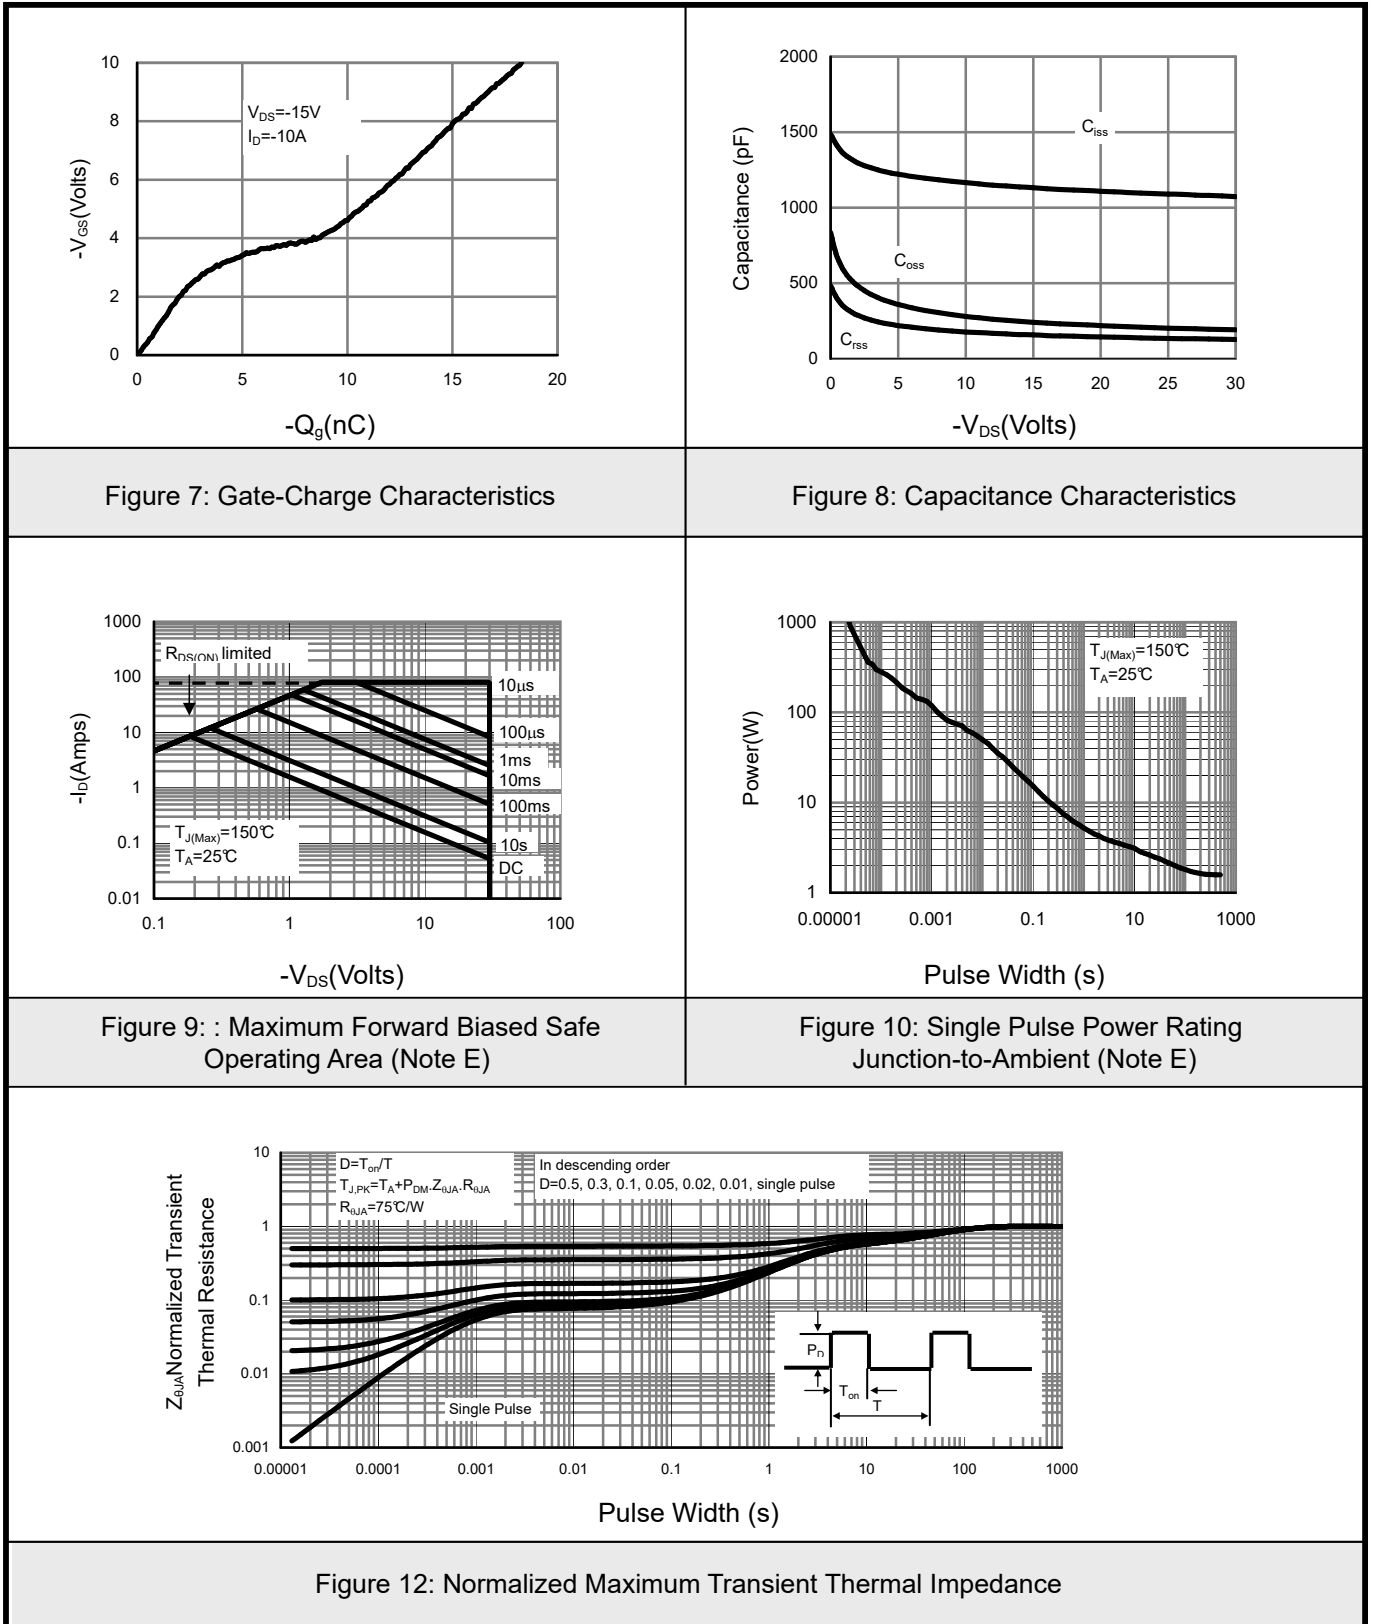 10
8
6
4
2
0
-VGS(Volts)
VDS=-15V
ID=-10A
0 5 10 15 20
-Qg(nC)
2000
1500
1000
500
0
Capacitance (pF)
Ciss
Coss
Crss
0 5 10 15 20 25 30
-VDS(Volts)
Figure 7: Gate-Charge Characteristics
Figure 8: Capacitance Characteristics
1000
100
10
1
0.1
0.01
-ID(Amps)
RDS(ON) limited
10µs
100µs
1ms
10ms
100ms
10s
DC
TJ(Max)=150°C
TA=25°C
0.1 1 10 100
-VDS(Volts)
1000
100
10
1
Power(W)
TJ(Max)=150°C
TA=25°C
0.00001 0.001 0.1 10 1000
Pulse Width (s)
Figure 9: : Maximum Forward Biased Safe
Operating Area (Note E)
Figure 10: Single Pulse Power Rating
Junction-to-Ambient (Note E)
10
1
0.1
0.01
0.001
ZθJANormalized Transient
Thermal Resistance
D=Ton/T
TJ,PK=TA+PDM.ZθJA.RθJA
RθJA=75°C/W
In descending order
D=0.5, 0.3, 0.1, 0.05, 0.02, 0.01, single pulse
Single Pulse
PD
Ton
T
0.00001 0.0001 0.001 0.01 0.1 1 10 100 1000
Pulse Width (s)
Figure 12: Normalized Maximum Transient Thermal Impedance